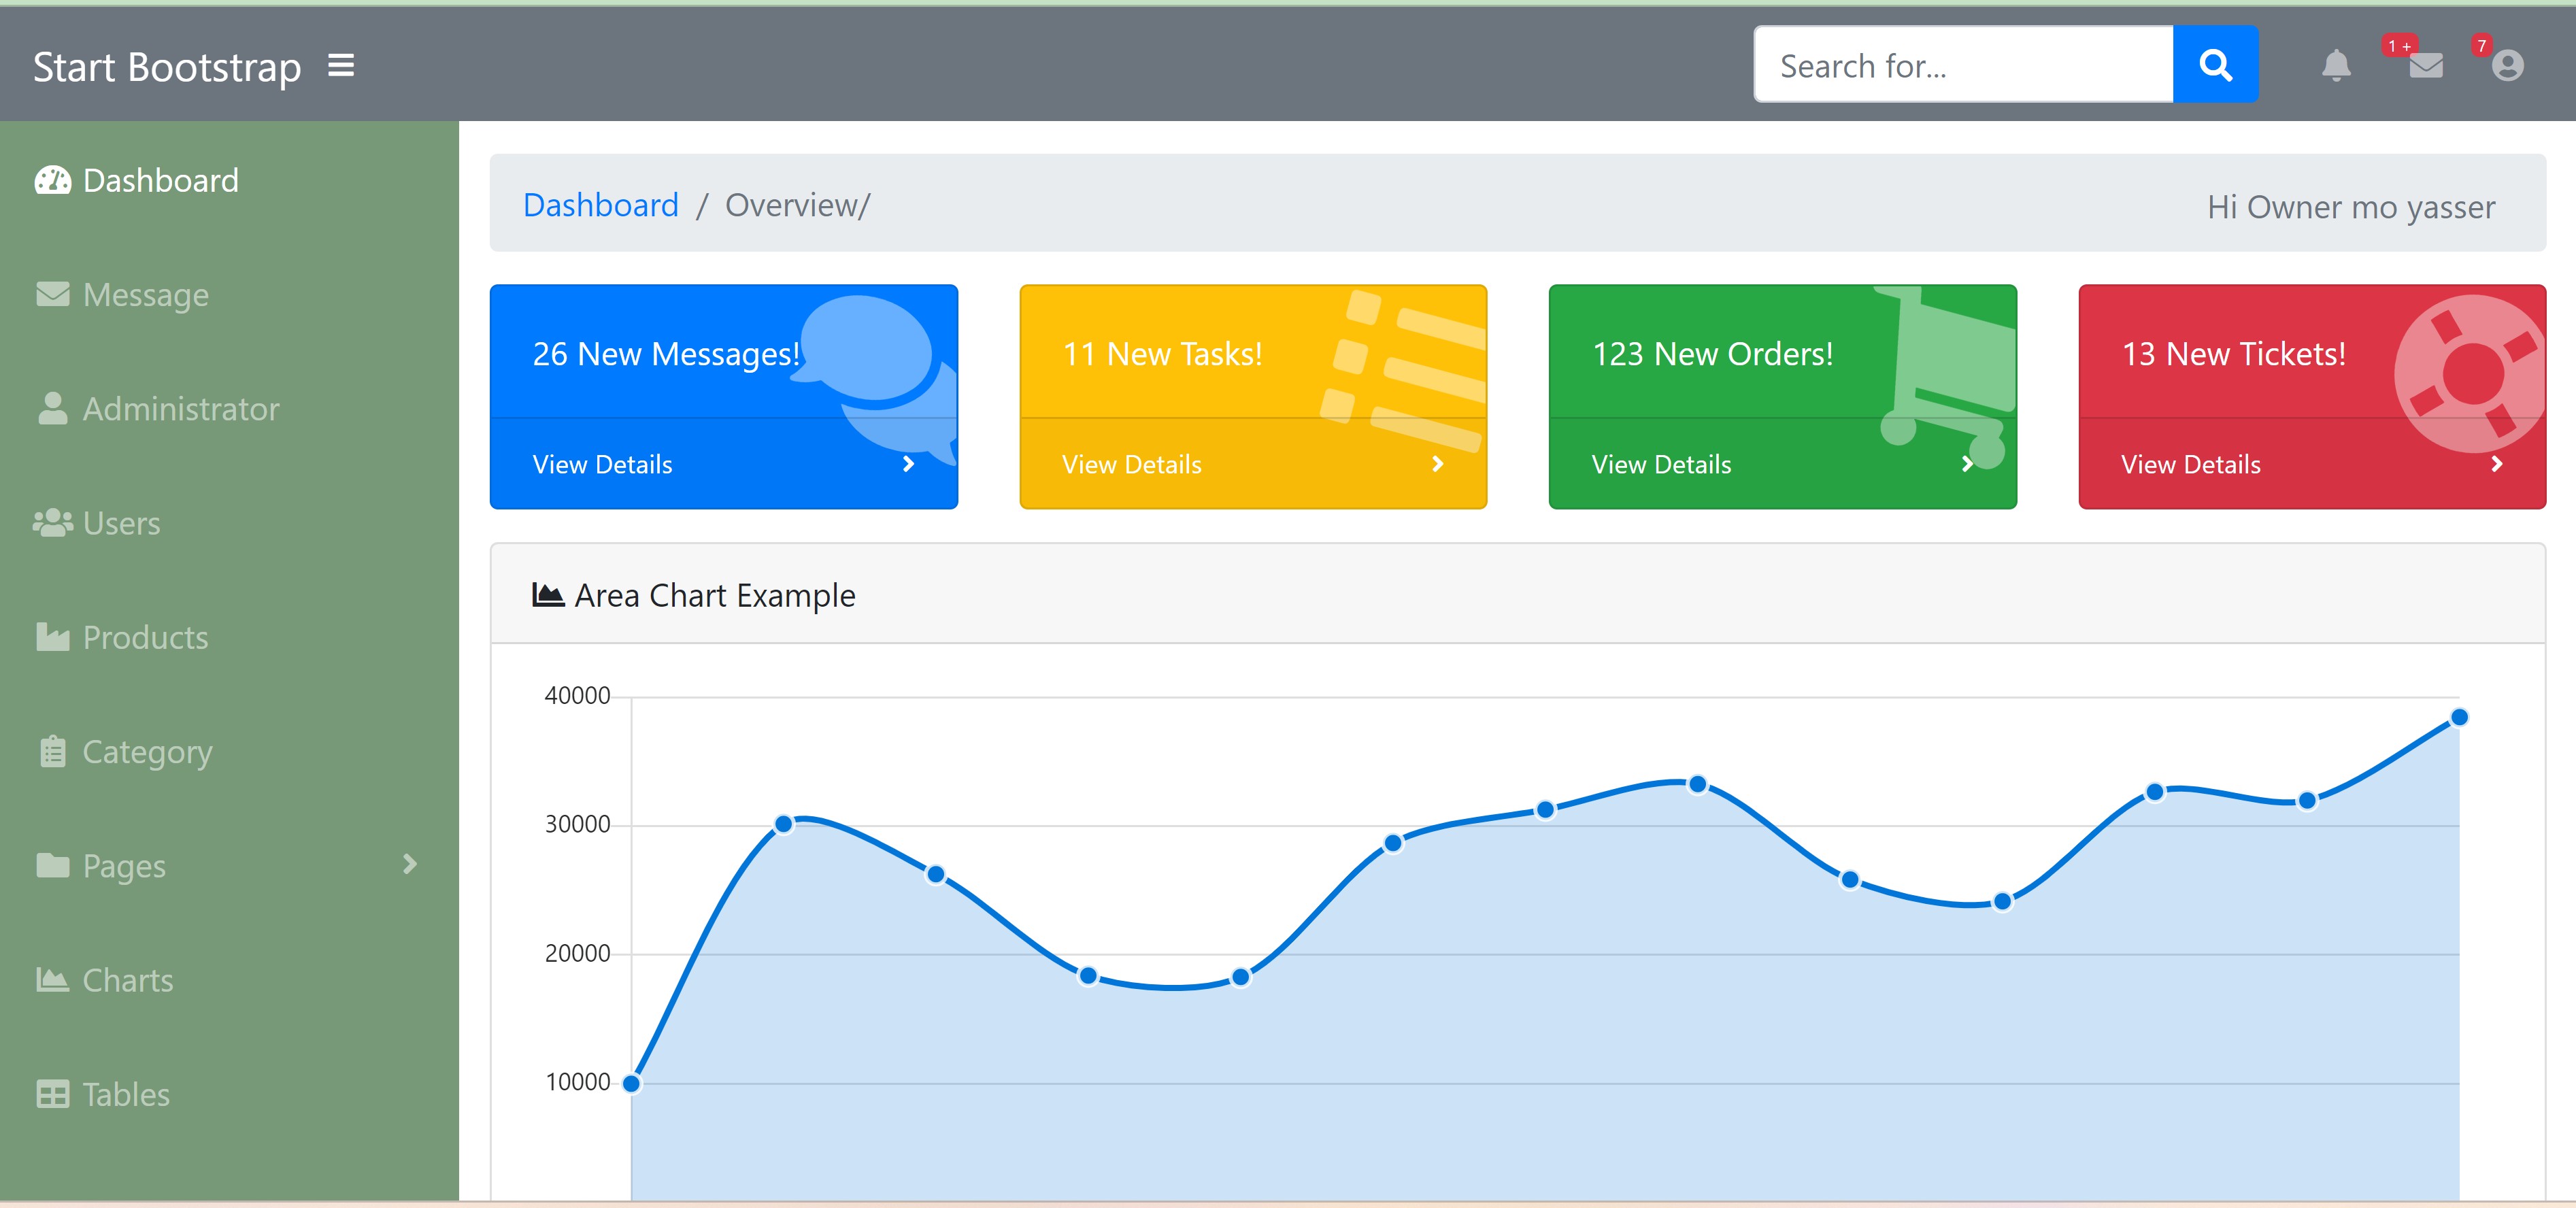 Start Bootstrap
Search for...
1 +
7
Dashboard
Message
Administrator
Users
Products
Category
Pages
Charts
Tables
Dashboard / Overview/
Hi Owner mo yasser
26 New Messages!
View Details
11 New Tasks!
View Details
123 New Orders!
View Details
13 New Tickets!
View Details
Area Chart Example
40000
30000
20000
10000